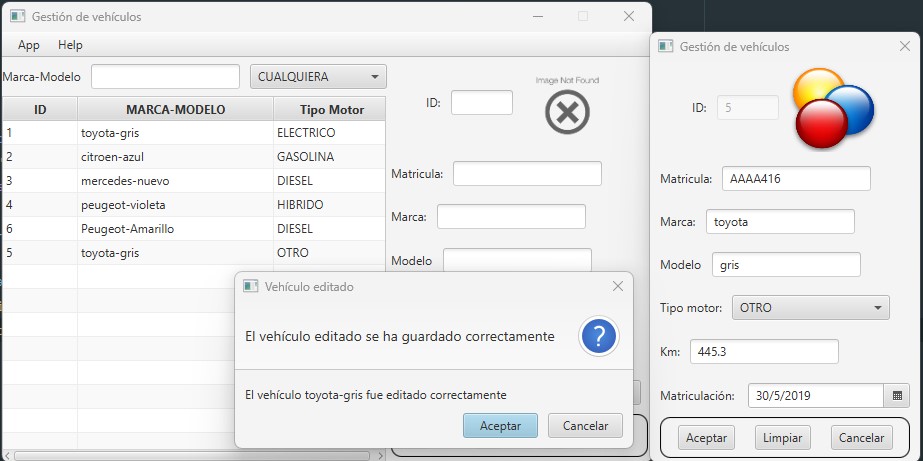 Gestión de vehículos
App Help
Marca-Modelo CUALQUIERA
ID MARCA-MODELO Tipo Motor
1 toyota-gris ELECTRICO
2 citroen-azul GASOLINA
3 mercedes-nuevo DIESEL
4 peugeot-violeta HIBRIDO
6 Peugeot-Amarillo DIESEL
5 toyota-gris OTRO
Image Not Found
ID:
Matricula:
Marca:
Modelo
Vehículo editado
El vehículo editado se ha guardado correctamente
?
El vehículo toyota-gris fue editado correctamente
Aceptar Cancelar
Gestión de vehículos
ID: 5
Matricula: AAAA416
Marca: toyota
Modelo gris
Tipo motor: OTRO
Km: 445.3
Matriculación: 30/5/2019
Aceptar Limpiar Cancelar